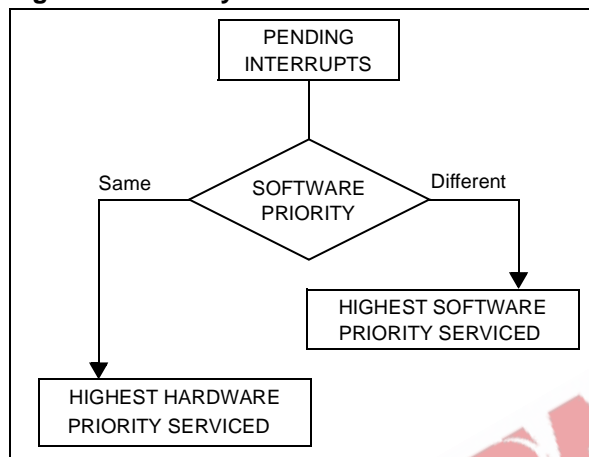 PENDING
INTERRUPTS
Same
SOFTWARE
PRIORITY
Different
HIGHEST SOFTWARE
PRIORITY SERVICED
HIGHEST HARDWARE
PRIORITY SERVICED